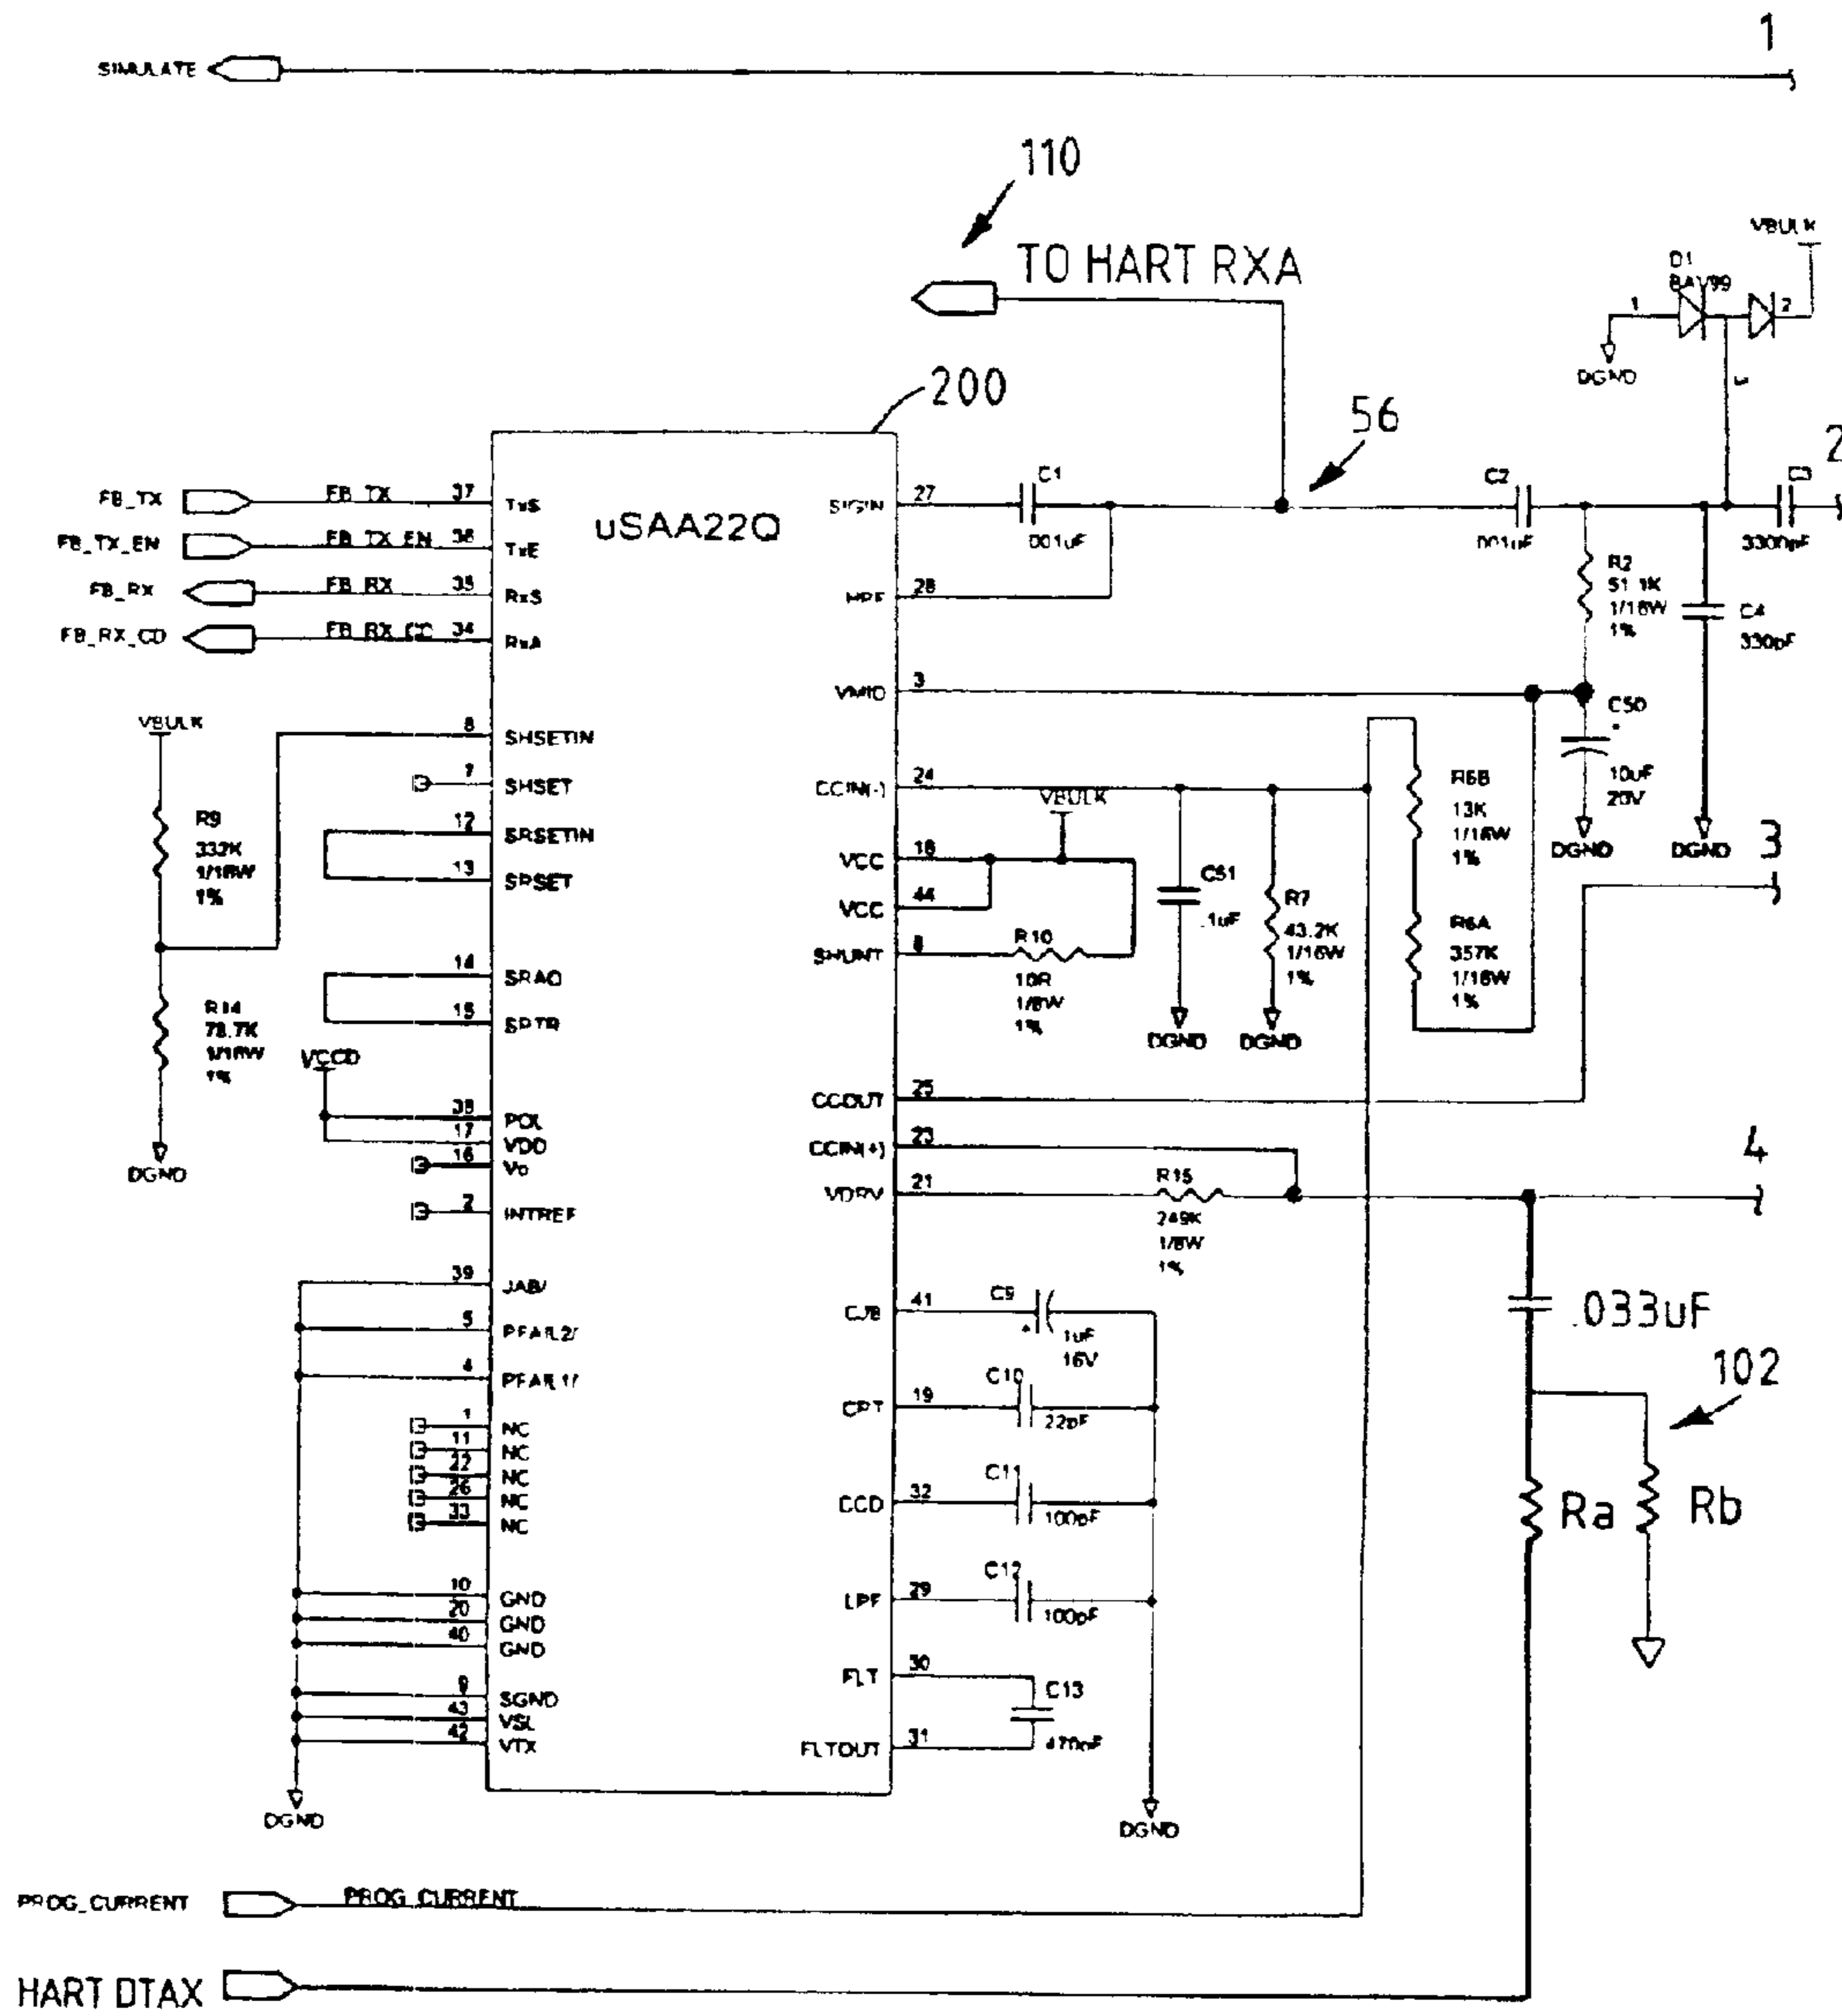 1
SIMULATE
110
TO HART RXA
VBULK
D1
BAV99
1
2
DGND
200
56
2
C1
.001uF
C2
.001uF
C3
3300pF
uSAA22Q
FB_TX
FB_TX
37
TxS
FB_TX_EN
FB_TX_EN
36
TxE
FB_RX
FB_RX
35
RxS
FB_RX_CD
FB_RX_CD
34
RxA
SIGIN
27
HPF
28
R2
51.1K
1/16W
1%
C4
330pF
VMID
3
C50
10uF
20V
DGND
DGND
3
VBULK
SHSETIN
7
SHSET
12
SRSETIN
13
SRSET
R9
332K
1/16W
1%
14
SRAO
15
SRTR
R14
78.7K
1/16W
1%
DGND
VCCD
38
POL
17
VDD
16
2
INTREF
CCIN(-)
24
VBULK
VCC
18
VCC
44
SHUNT
R10
10R
1/8W
1%
C51
.1uF
R7
43.2K
1/16W
1%
DGND
DGND
R6B
13K
1/16W
1%
R6A
357K
1/16W
1%
CCOUT
25
CCIN(+)
23
VDRV
21
R15
249K
1/8W
1%
4
.033uF
102
Ra
Rb
39
JAB/
5
PFAIL2/
4
PFAIL1/
1
NC
11
NC
22
NC
26
NC
33
NC
10
GND
20
GND
40
GND
SGND
43
VSL
42
VTX
DGND
CJB
41
C9
1uF
16V
CPT
19
C10
22pF
CCD
32
C11
100pF
LPF
29
C12
100pF
FLT
30
C13
470pF
FLTOUT
31
DGND
PROG_CURRENT
PROG_CURRENT
HART DTAX